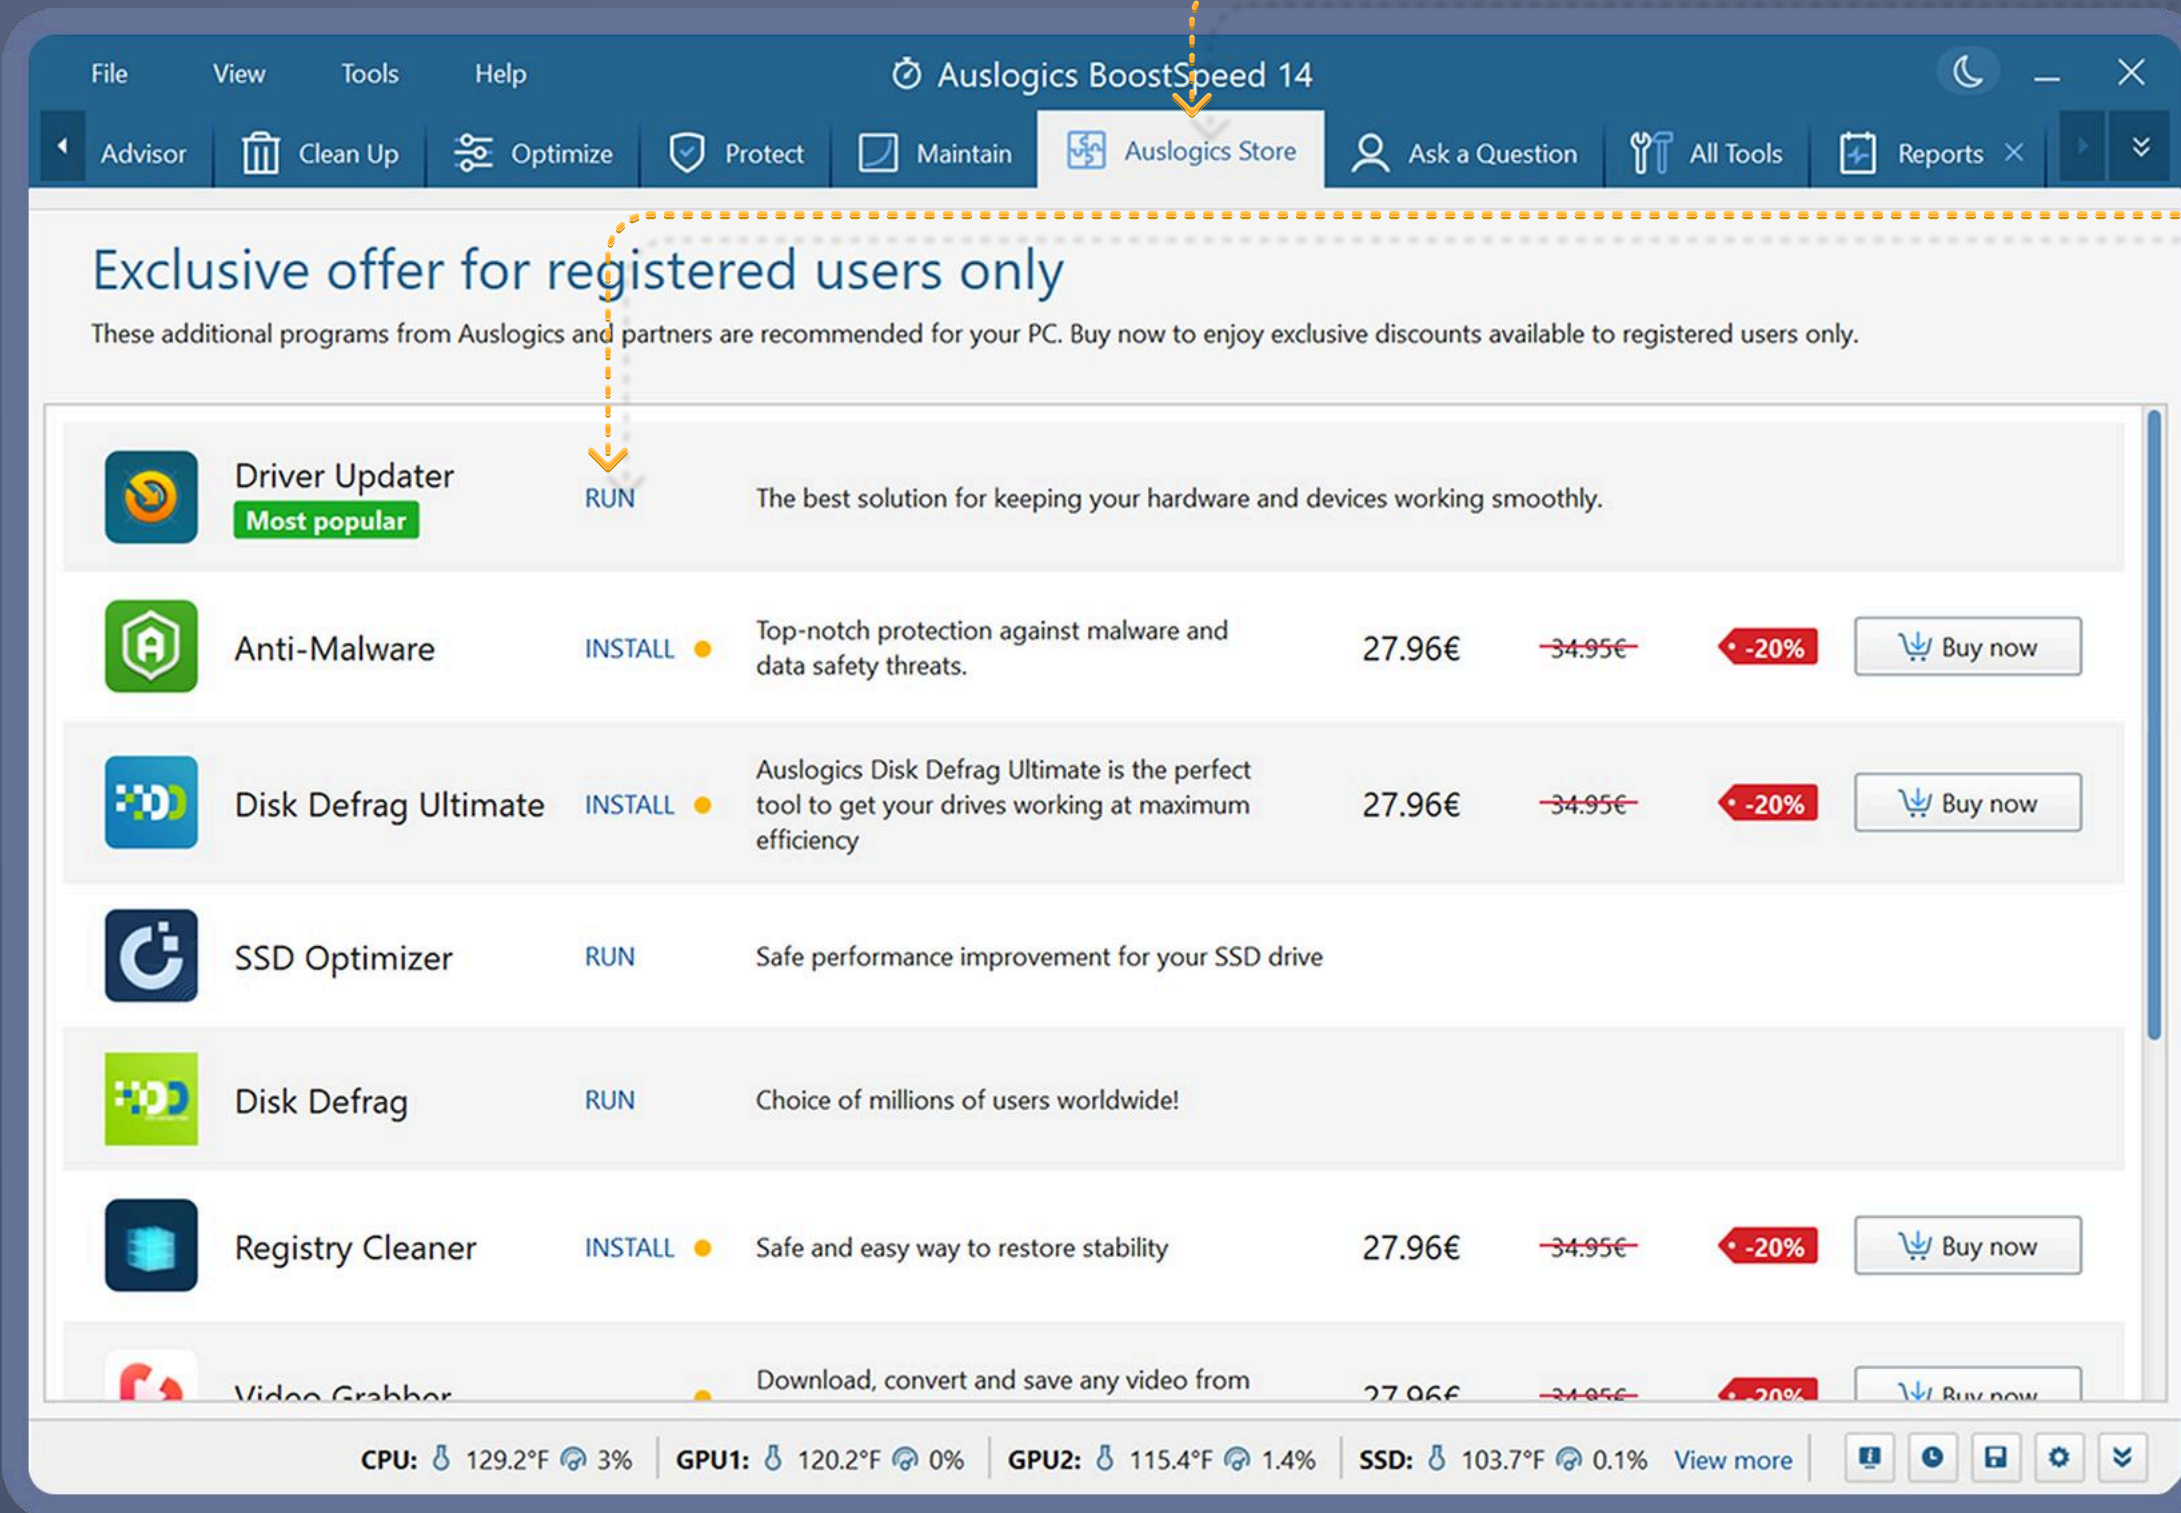 File View Tools Help Auslogics BoostSpeed 14
Advisor Clean Up Optimize Protect Maintain Auslogics Store Ask a Question All Tools Reports
Exclusive offer for registered users only
These additional programs from Auslogics and partners are recommended for your PC. Buy now to enjoy exclusive discounts available to registered users only.
Driver Updater
Most popular
RUN
The best solution for keeping your hardware and devices working smoothly.
Anti-Malware
INSTALL
Top-notch protection against malware and
data safety threats.
27.96€ 34.95€ -20% Buy now
Disk Defrag Ultimate
INSTALL
Auslogics Disk Defrag Ultimate is the perfect
tool to get your drives working at maximum
efficiency
27.96€ 34.95€ -20% Buy now
SSD Optimizer
RUN
Safe performance improvement for your SSD drive
Disk Defrag
RUN
Choice of millions of users worldwide!
Registry Cleaner
INSTALL
Safe and easy way to restore stability
27.96€ 34.95€ -20% Buy now
Video Grabber
Download, convert and save any video from
27.96€ 34.95€ -20% Buy now
CPU: 129.2°F 3% GPU1: 120.2°F 0% GPU2: 115.4°F 1.4% SSD: 103.7°F 0.1% View more